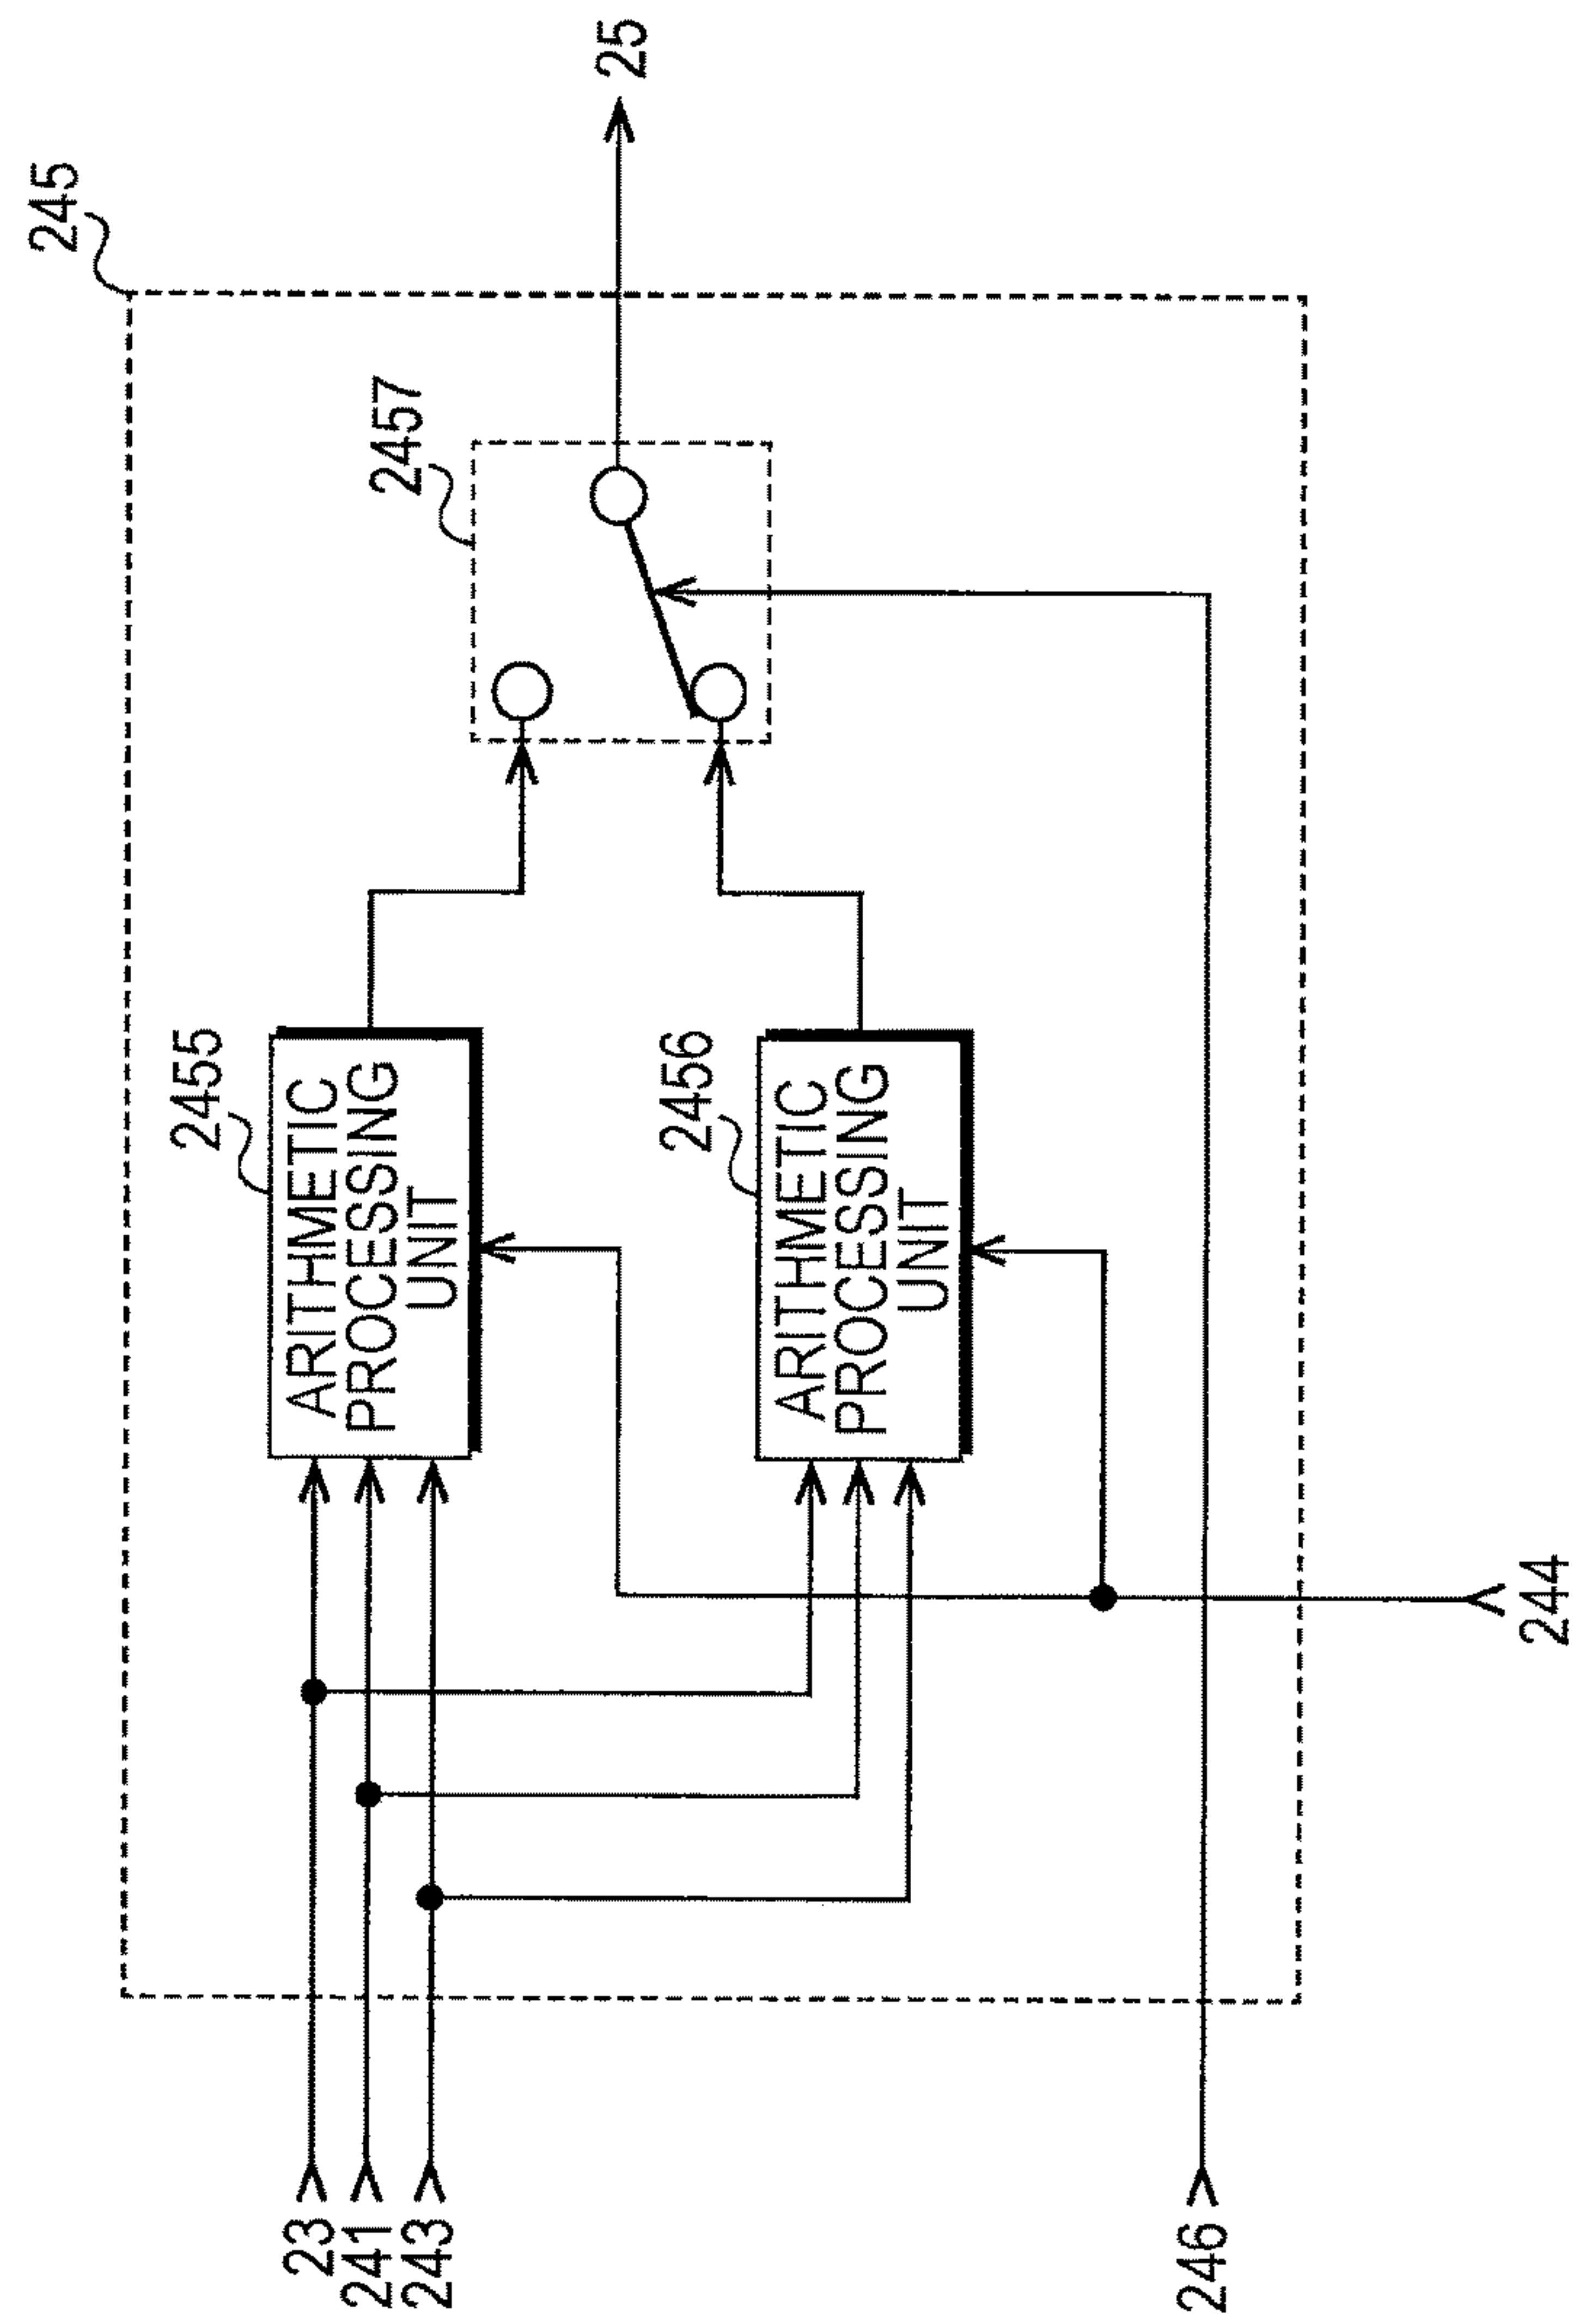 245
2457
25
2455
ARITHMETIC
PROCESSING
UNIT
2456
ARITHMETIC
PROCESSING
UNIT
23
241
243
246
244